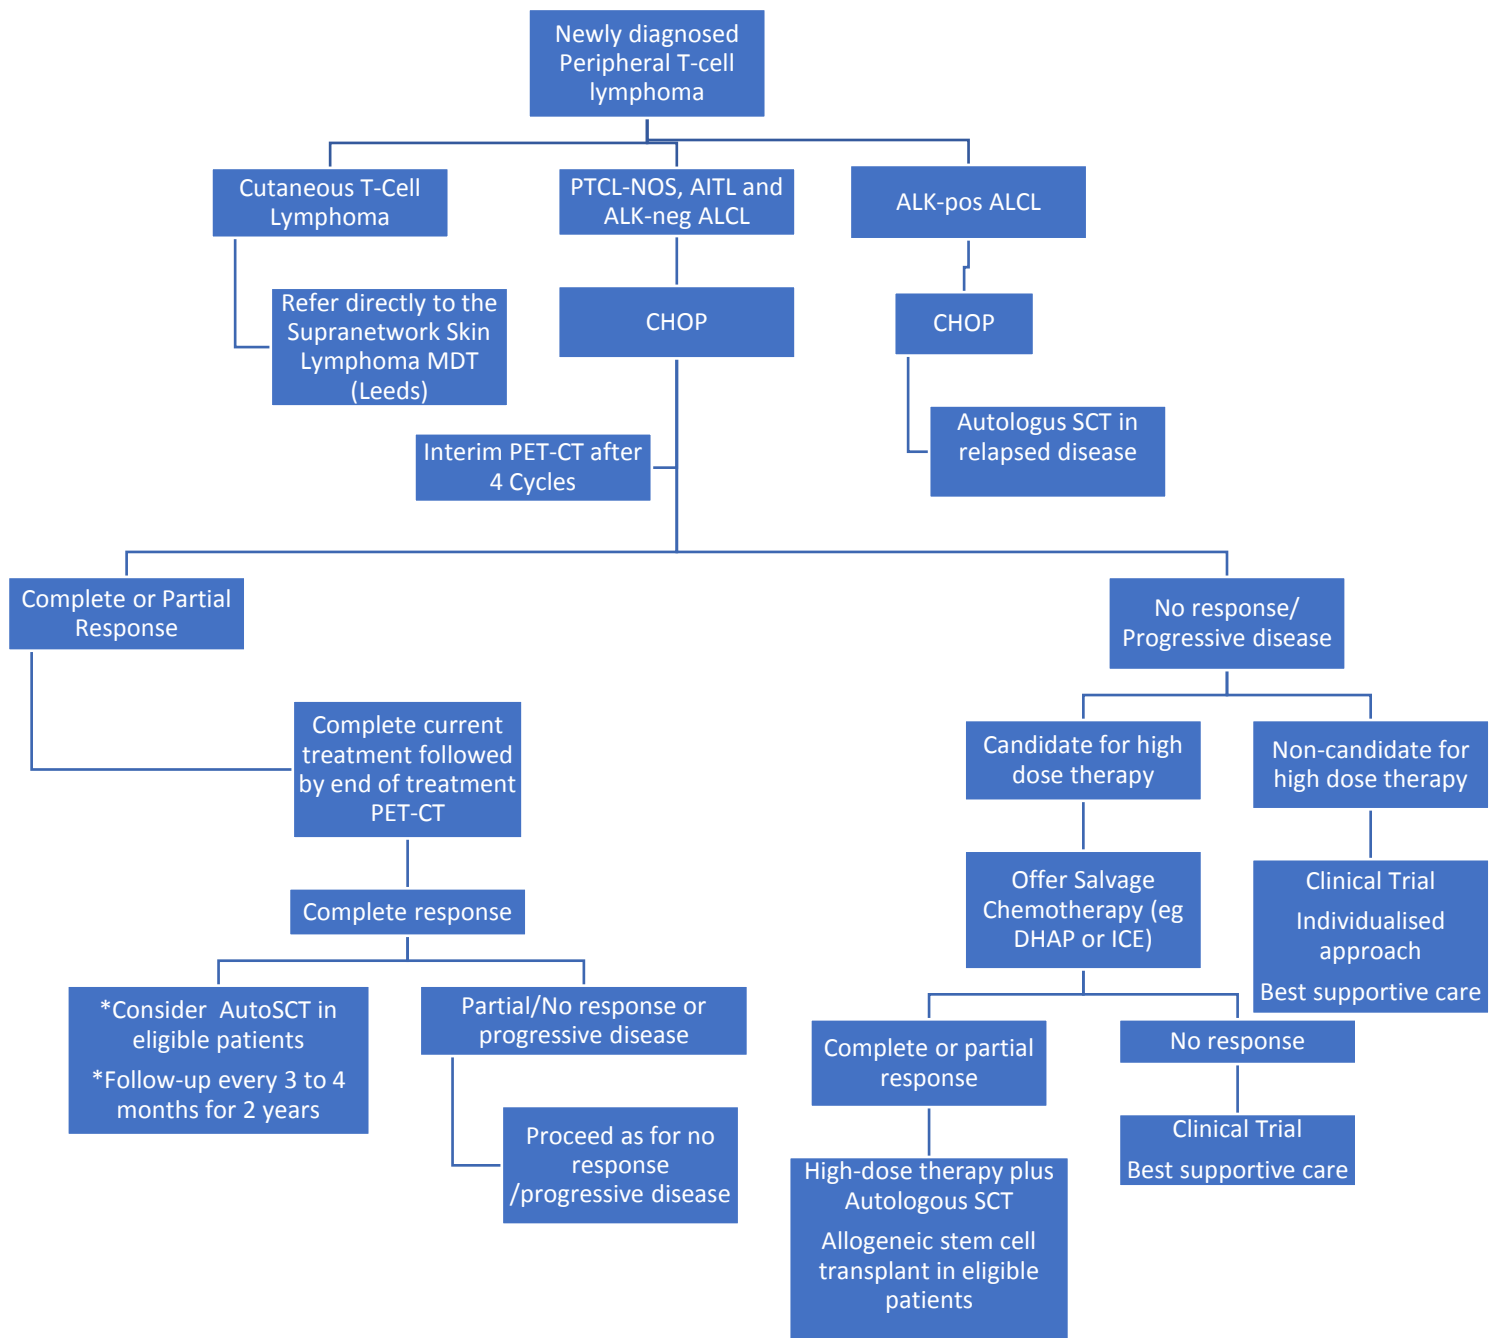 Newly diagnosed
Peripheral T-cell
lymphoma
Cutaneous T-Cell
Lymphoma
PTCL-NOS, AITL and
ALK-neg ALCL
ALK-pos ALCL
Refer directly to the
Supranetwork Skin
Lymphoma MDT
(Leeds)
CHOP
CHOP
Autologus SCT in
relapsed disease
Interim PET-CT after
4 Cycles
Complete or Partial
Response
No response/
Progressive disease
Complete current
treatment followed
by end of treatment
PET-CT
Candidate for high
dose therapy
Non-candidate for
high dose therapy
Complete response
Offer Salvage
Chemotherapy (eg
DHAP or ICE)
Clinical Trial
Individualised
approach
Best supportive care
*Consider AutoSCT in
eligible patients
*Follow-up every 3 to 4
months for 2 years
Partial/No response or
progressive disease
Complete or partial
response
No response
Proceed as for no
response
/progressive disease
High-dose therapy plus
Autologous SCT
Allogeneic stem cell
transplant in eligible
patients
Clinical Trial
Best supportive care